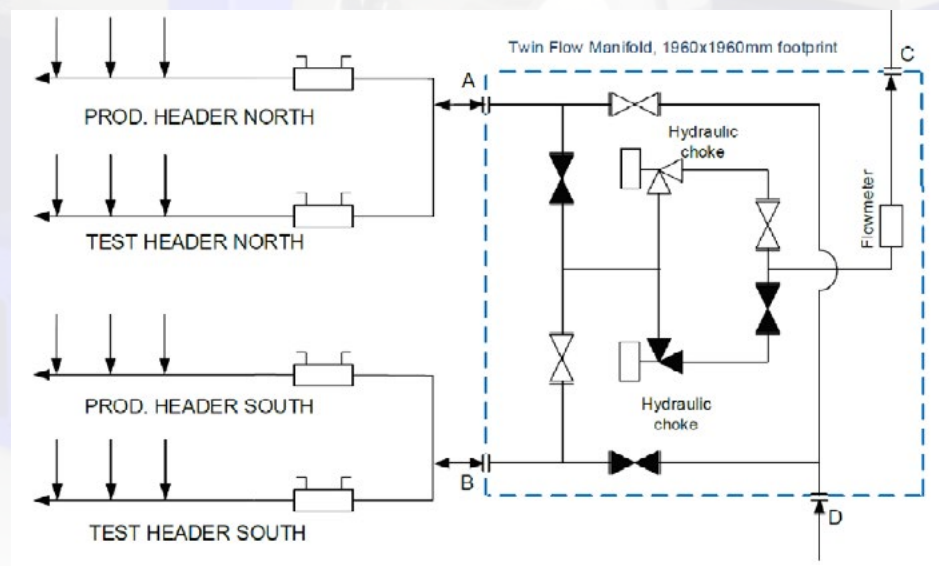 Twin Flow Manifold, 1960x1960mm footprint
C
A
PROD. HEADER NORTH
Hydraulic
choke
Flowmeter
TEST HEADER NORTH
PROD. HEADER SOUTH
Hydraulic
choke
B
D
TEST HEADER SOUTH